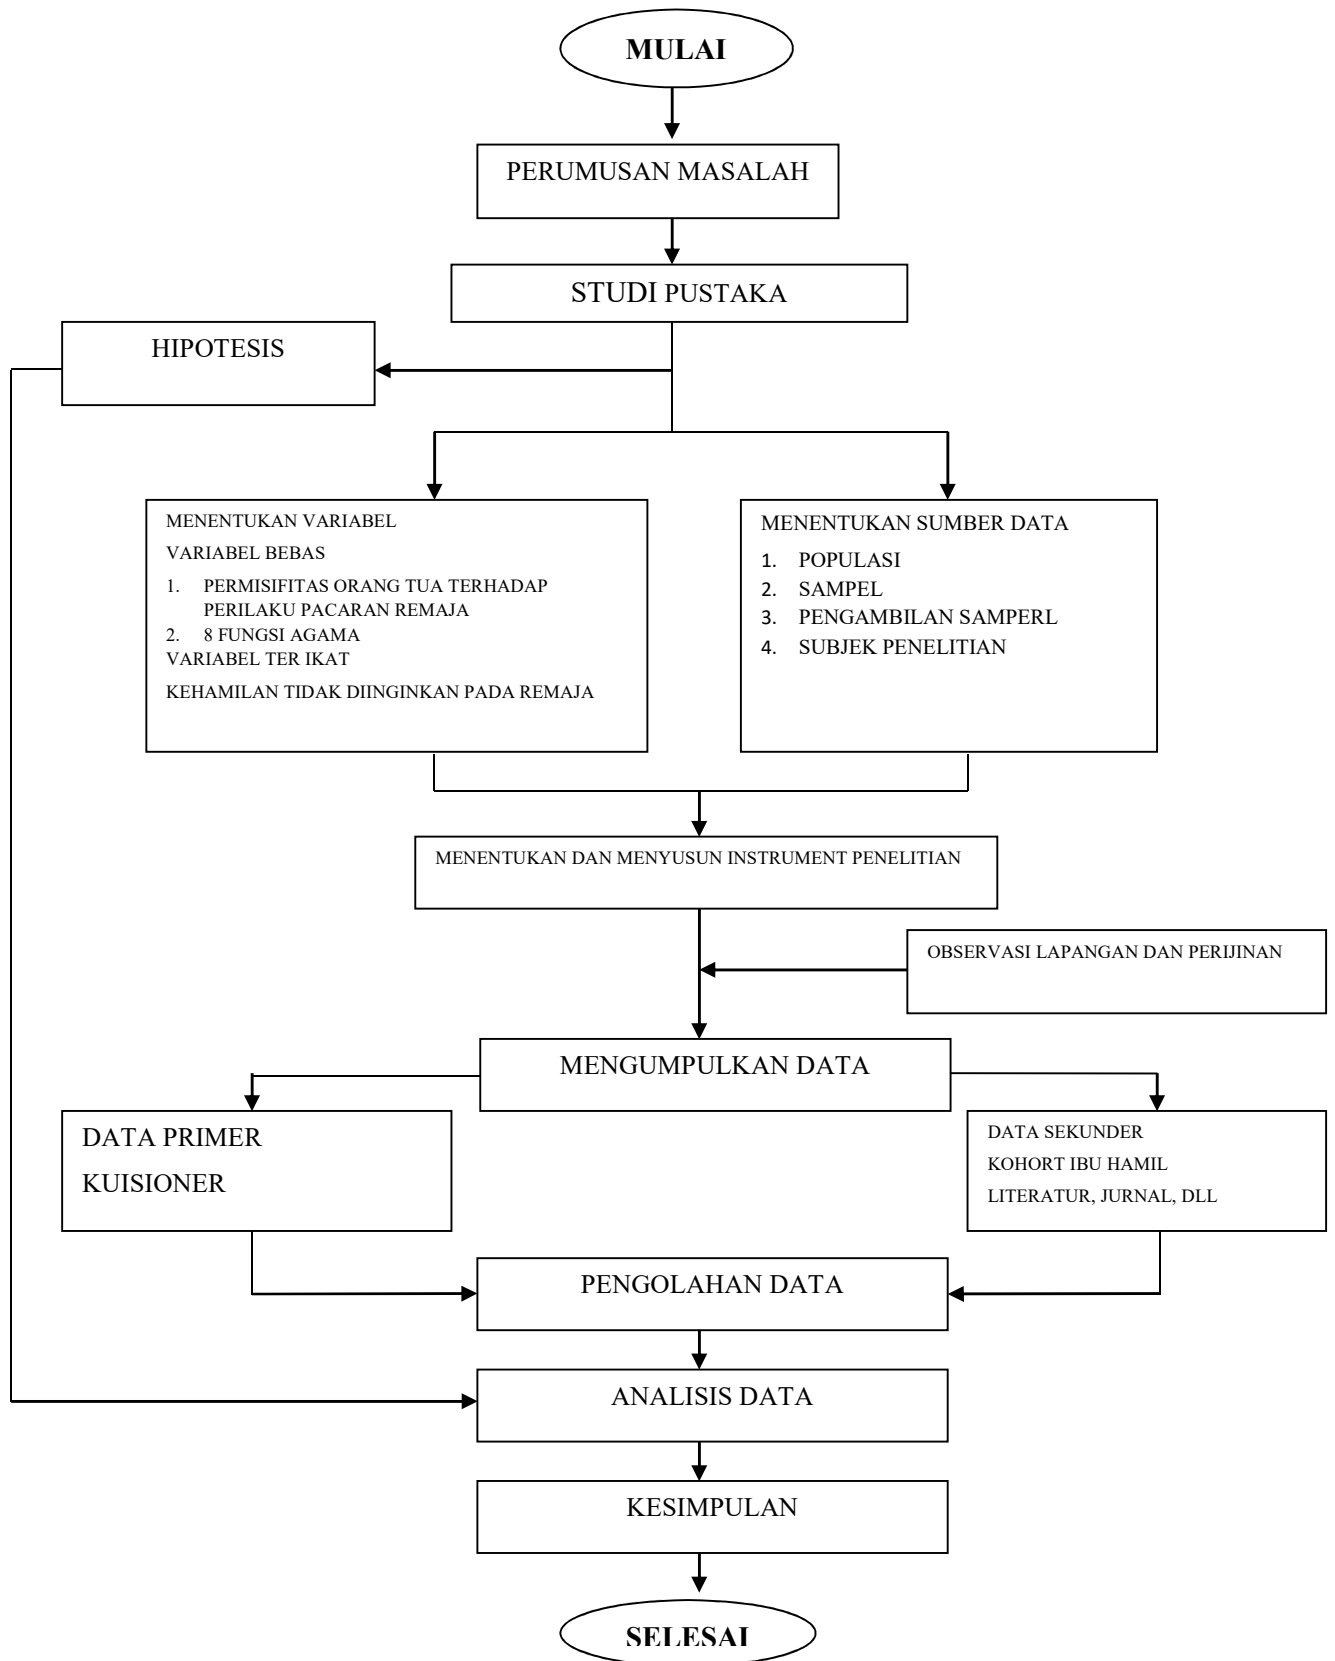 MULAI
PERUMUSAN MASALAH
STUDI PUSTAKA
HIPOTESIS
MENENTUKAN VARIABEL
VARIABEL BEBAS
1. PERMISIFITAS ORANG TUA TERHADAP
PERILAKU PACARAN REMAJA
2. 8 FUNGSI AGAMA
VARIABEL TER IKAT
KEHAMILAN TIDAK DIINGINKAN PADA REMAJA
MENENTUKAN SUMBER DATA
1. POPULASI
2. SAMPEL
3. PENGAMBILAN SAMPERL
4. SUBJEK PENELITIAN
MENENTUKAN DAN MENYUSUN INSTRUMENT PENELITIAN
OBSERVASI LAPANGAN DAN PERIJINAN
MENGUMPULKAN DATA
DATA PRIMER
KUISIONER
DATA SEKUNDER
KOHORT IBU HAMIL
LITERATUR, JURNAL, DLL
PENGOLAHAN DATA
ANALISIS DATA
KESIMPULAN
SELESAI